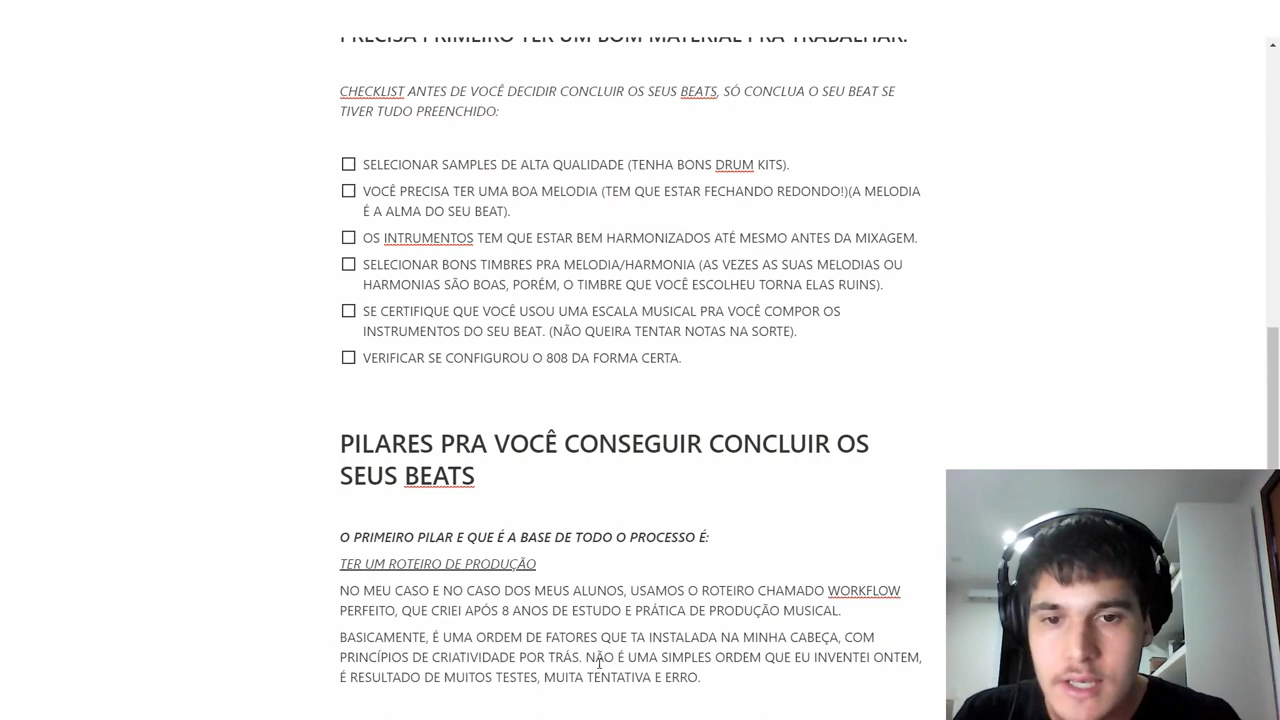 PRECISA PRIMEIRO TER UM BOM MATERIAL PRA TRABALHAR.
CHECKLIST ANTES DE VOCÊ DECIDIR CONCLUIR OS SEUS BEATS, SÓ CONCLUA O SEU BEAT SE
TIVER TUDO PREENCHIDO:
SELECIONAR SAMPLES DE ALTA QUALIDADE (TENHA BONS DRUM KITS).
VOCÊ PRECISA TER UMA BOA MELODIA (TEM QUE ESTAR FECHANDO REDONDO!)(A MELODIA
É A ALMA DO SEU BEAT).
OS INTRUMENTOS TEM QUE ESTAR BEM HARMONIZADOS ATÉ MESMO ANTES DA MIXAGEM.
SELECIONAR BONS TIMBRES PRA MELODIA/HARMONIA (AS VEZES AS SUAS MELODIAS OU
HARMONIAS SÃO BOAS, PORÉM, O TIMBRE QUE VOCÊ ESCOLHEU TORNA ELAS RUINS).
SE CERTIFIQUE QUE VOCÊ USOU UMA ESCALA MUSICAL PRA VOCÊ COMPOR OS
INSTRUMENTOS DO SEU BEAT. (NÃO QUEIRA TENTAR NOTAS NA SORTE).
VERIFICAR SE CONFIGUROU O 808 DA FORMA CERTA.
PILARES PRA VOCÊ CONSEGUIR CONCLUIR OS
SEUS BEATS
O PRIMEIRO PILAR E QUE É A BASE DE TODO O PROCESSO É:
TER UM ROTEIRO DE PRODUÇÃO
NO MEU CASO E NO CASO DOS MEUS ALUNOS, USAMOS O ROTEIRO CHAMADO WORKFLOW
PERFEITO, QUE CRIEI APÓS 8 ANOS DE ESTUDO E PRÁTICA DE PRODUÇÃO MUSICAL.
BASICAMENTE, É UMA ORDEM DE FATORES QUE TA INSTALADA NA MINHA CABEÇA, COM
PRINCÍPIOS DE CRIATIVIDADE POR TRÁS. NÃO É UMA SIMPLES ORDEM QUE EU INVENTEI ONTEM,
É RESULTADO DE MUITOS TESTES, MUITA TENTATIVA E ERRO.